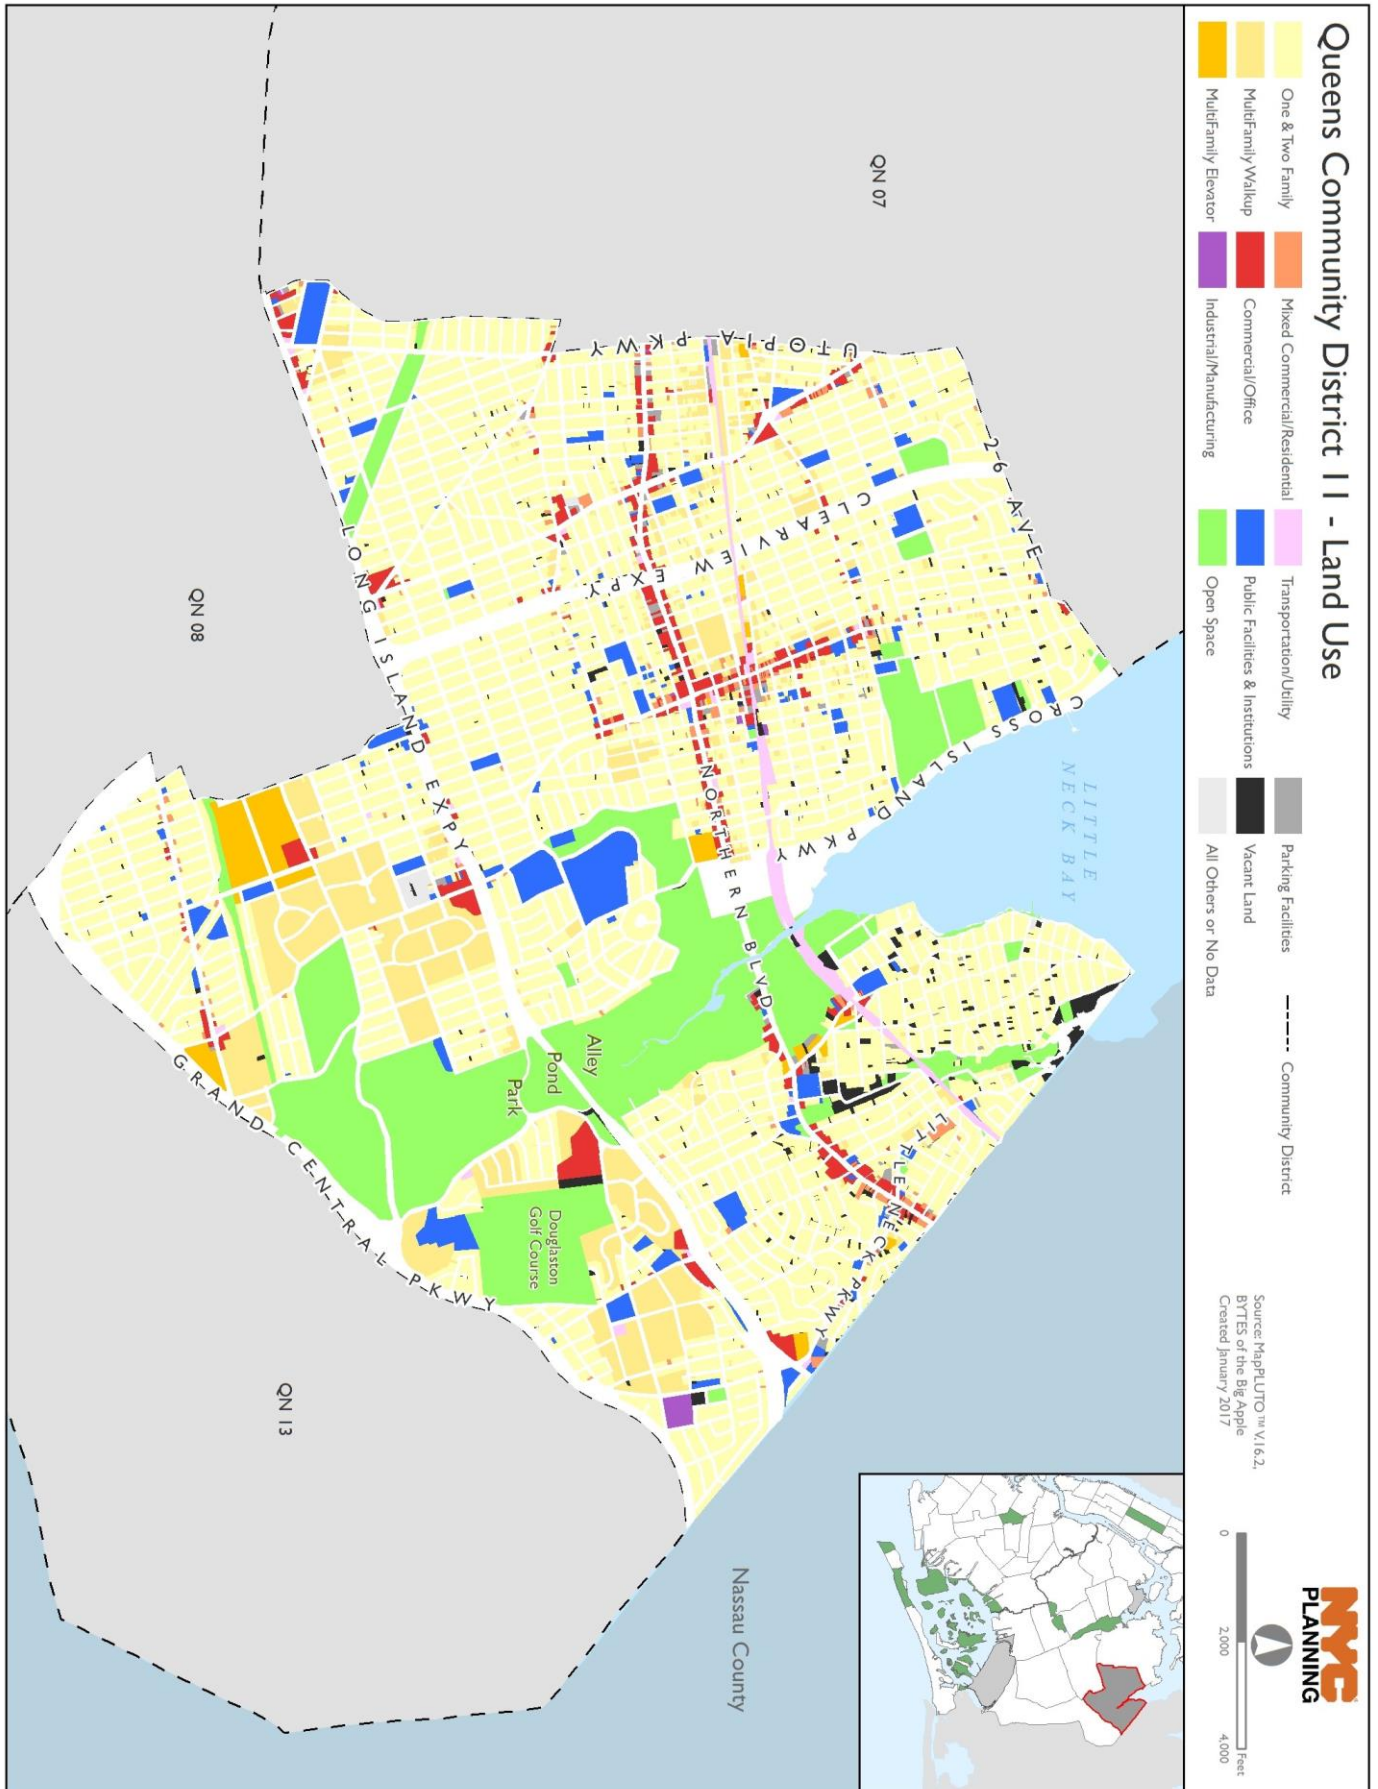 Queens Community District 11 - Land Use
One & Two Family
MultiFamily Walkup
MultiFamily Elevator
Mixed Commercial/Residential
Commercial/Office
Industrial/Manufacturing
Transportation/Utility
Public Facilities & Institutions
Open Space
Parking Facilities
Vacant Land
All Others or No Data
Community District
Source: MapPLUTO™ V.16.2,
BYTES of the Big Apple
Created January 2017
0 2,000 4,000
Feet
NYC
PLANNING
QN 07
26 AVE
UTOPIA PKWY
CLEARVIEW EXPY
CROSS ISLAND PKWY
LITTLE
NECK BAY
NORTHERN BLVD
LITTLE NECK PKWY
LONG ISLAND EXPY
QN 08
Alley
Pond
Park
Douglaston
Golf Course
GRAND CENTRAL PKWY
QN 13
Nassau County